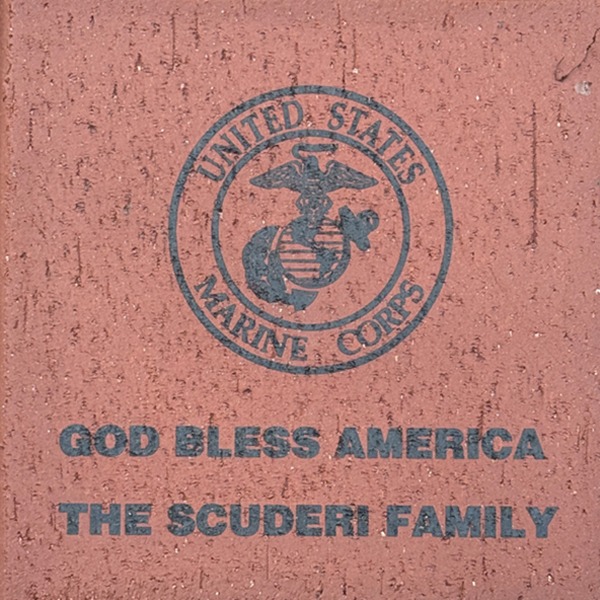 UNITED STATES
MARINE CORPS
GOD BLESS AMERICA
THE SCUDERI FAMILY